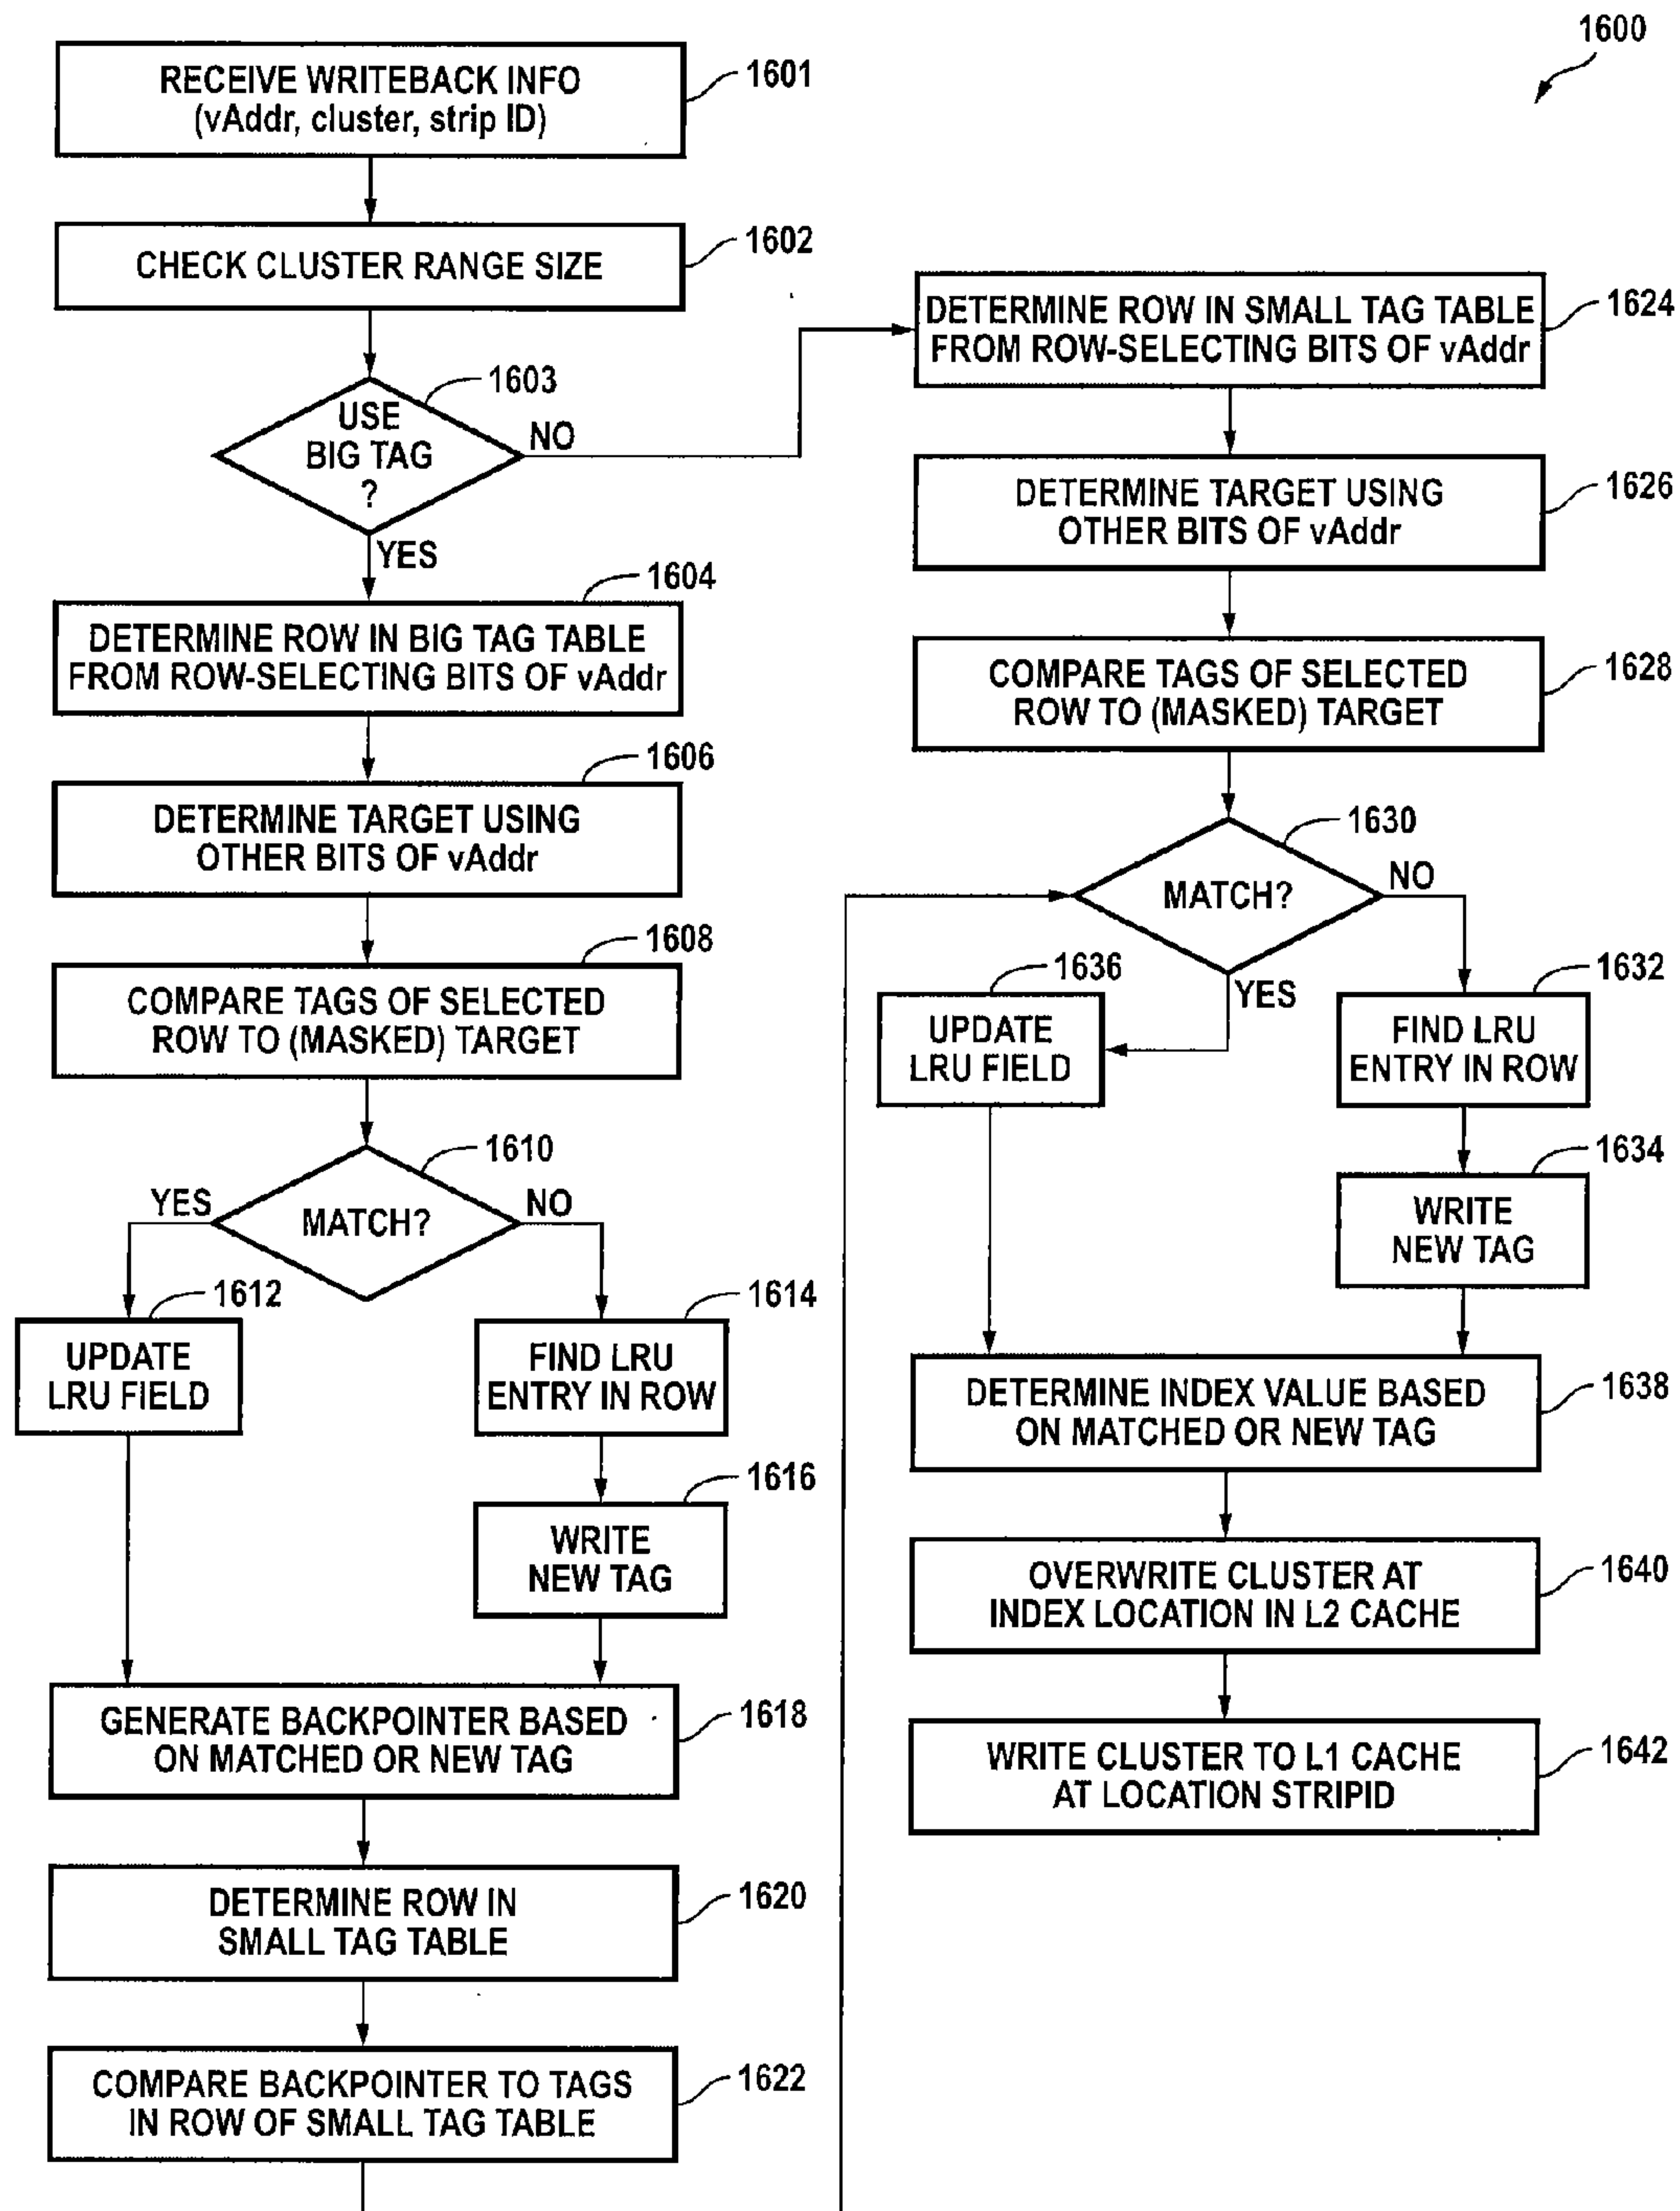 1600
RECEIVE WRITEBACK INFO
(vAddr, cluster, strip ID)
1601
CHECK CLUSTER RANGE SIZE
1602
1603
USE
BIG TAG
?
NO
YES
1604
DETERMINE ROW IN BIG TAG TABLE
FROM ROW-SELECTING BITS OF vAddr
1606
DETERMINE TARGET USING
OTHER BITS OF vAddr
1608
COMPARE TAGS OF SELECTED
ROW TO (MASKED) TARGET
1610
MATCH?
YES
NO
1612
UPDATE
LRU FIELD
1614
FIND LRU
ENTRY IN ROW
1616
WRITE
NEW TAG
GENERATE BACKPOINTER BASED
ON MATCHED OR NEW TAG
1618
DETERMINE ROW IN
SMALL TAG TABLE
1620
COMPARE BACKPOINTER TO TAGS
IN ROW OF SMALL TAG TABLE
1622
DETERMINE ROW IN SMALL TAG TABLE
FROM ROW-SELECTING BITS OF vAddr
1624
DETERMINE TARGET USING
OTHER BITS OF vAddr
1626
COMPARE TAGS OF SELECTED
ROW TO (MASKED) TARGET
1628
1630
MATCH?
NO
YES
1636
UPDATE
LRU FIELD
1632
FIND LRU
ENTRY IN ROW
1634
WRITE
NEW TAG
DETERMINE INDEX VALUE BASED
ON MATCHED OR NEW TAG
1638
OVERWRITE CLUSTER AT
INDEX LOCATION IN L2 CACHE
1640
WRITE CLUSTER TO L1 CACHE
AT LOCATION STRIPID
1642